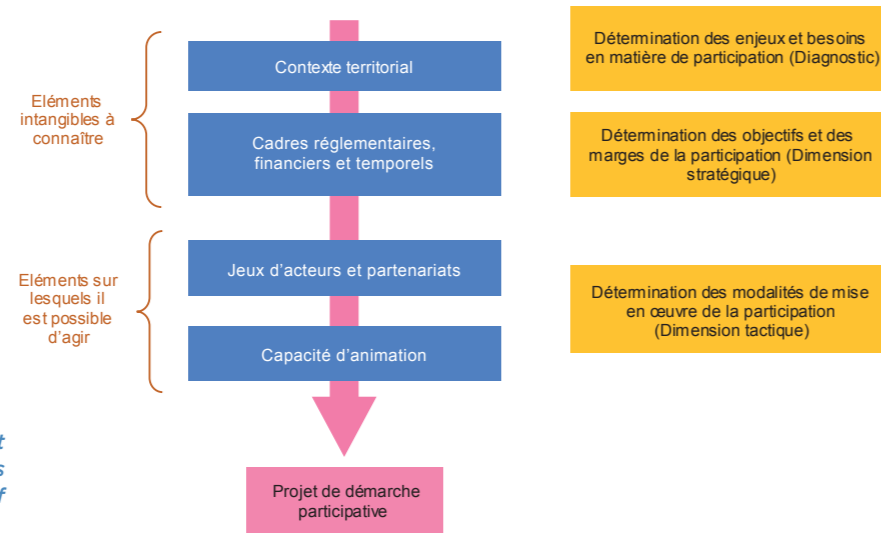 Eléments
intangibles à
connaître
Contexte territorial
Cadres réglementaires,
financiers et temporels
Détermination des enjeux et besoins
en matière de participation (Diagnostic)
Détermination des objectifs et des
marges de la participation (Dimension
stratégique)
Eléments sur
lesquels il
est possible
d'agir
Jeux d'acteurs et partenariats
Capacité d'animation
Détermination des modalités de mise
en œuvre de la participation
(Dimension tactique)
Projet de démarche
participative